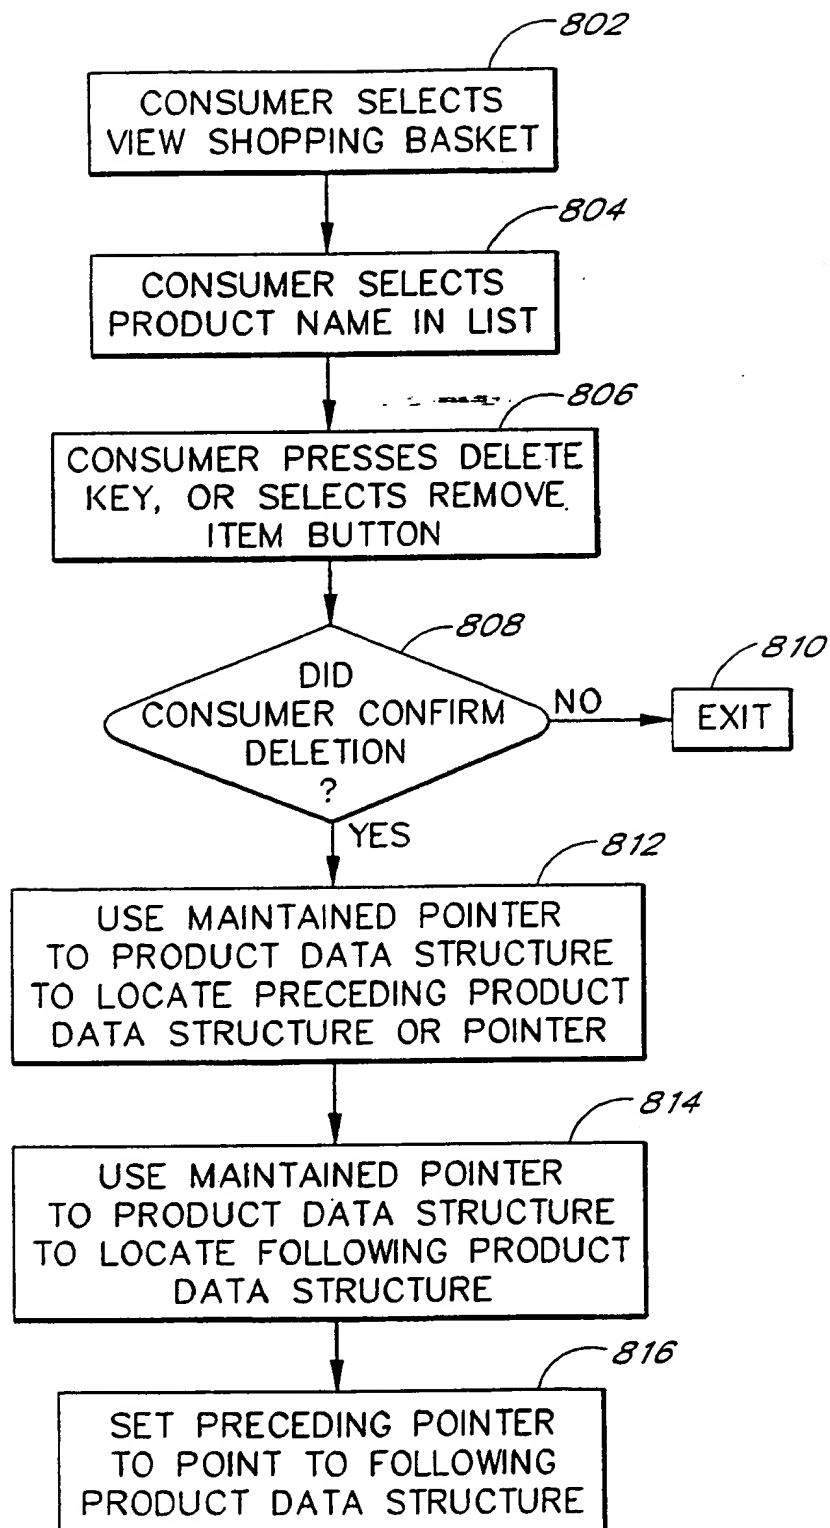 802
CONSUMER SELECTS
VIEW SHOPPING BASKET
804
CONSUMER SELECTS
PRODUCT NAME IN LIST
806
CONSUMER PRESSES DELETE
KEY, OR SELECTS REMOVE
ITEM BUTTON
808
DID
CONSUMER CONFIRM
DELETION
?
NO
810
EXIT
YES
812
USE MAINTAINED POINTER
TO PRODUCT DATA STRUCTURE
TO LOCATE PRECEDING PRODUCT
DATA STRUCTURE OR POINTER
814
USE MAINTAINED POINTER
TO PRODUCT DATA STRUCTURE
TO LOCATE FOLLOWING PRODUCT
DATA STRUCTURE
816
SET PRECEDING POINTER
TO POINT TO FOLLOWING
PRODUCT DATA STRUCTURE